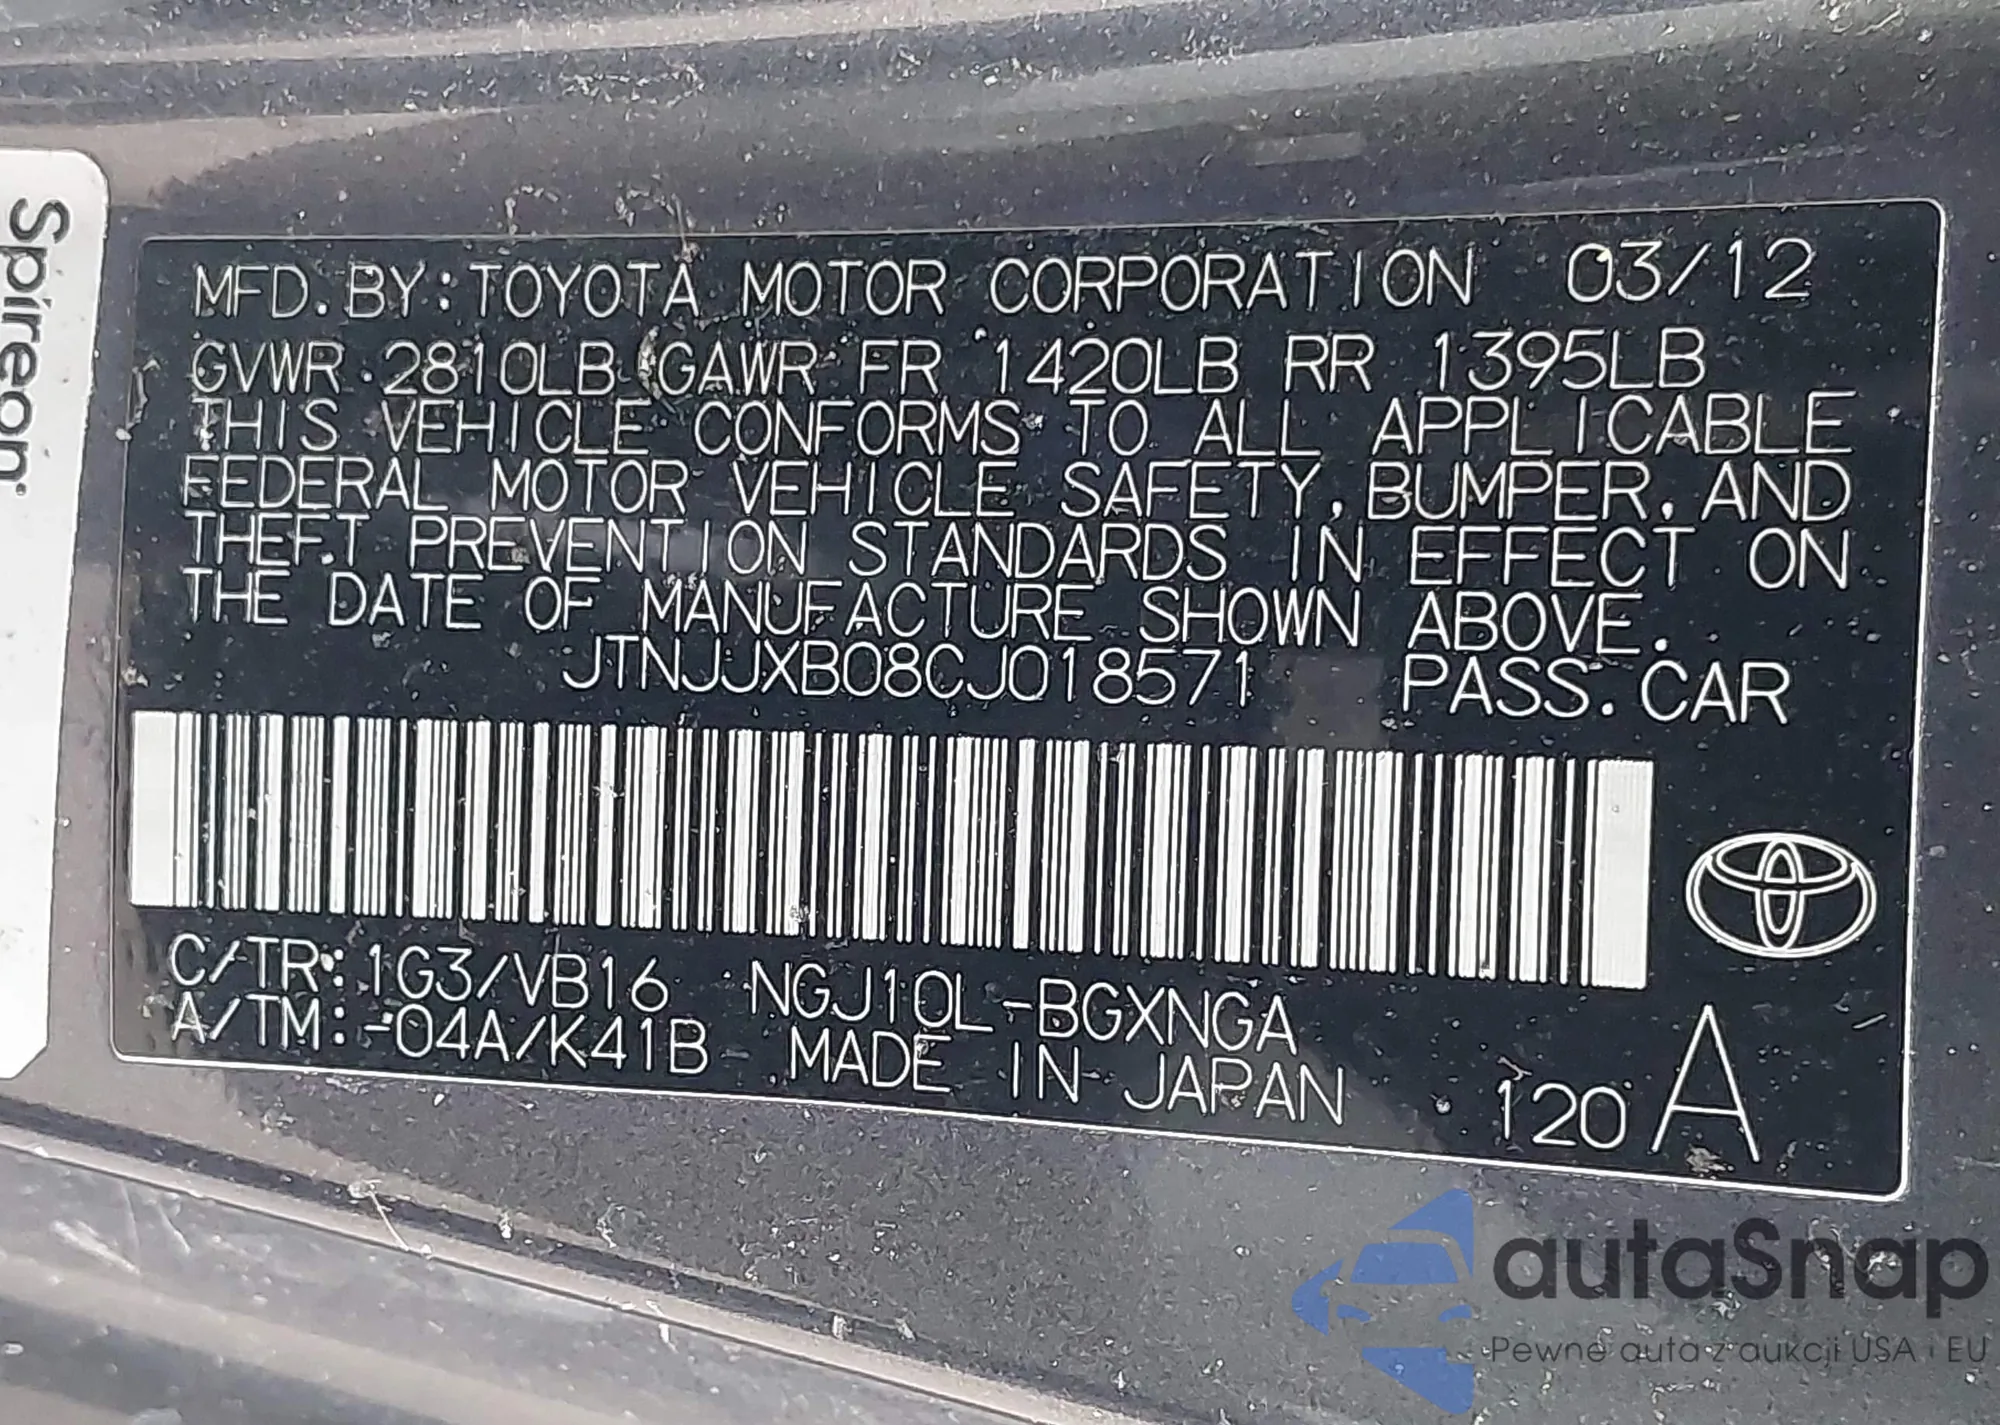 Spireon
MFD. BY: TOYOTA MOTOR CORPORATION 03/12
GVWR 2810LB GAWR FR 1420LB RR 1395LB
THIS VEHICLE CONFORMS TO ALL APPLICABLE
FEDERAL MOTOR VEHICLE SAFETY, BUMPER, AND
THEFT PREVENTION STANDARDS IN EFFECT ON
THE DATE OF MANUFACTURE SHOWN ABOVE.
JTNJJXB08CJ018571 PASS. CAR
C/TR: 1G3/VB16 NGJ10L-BGXNGA
A/TM: -04A/K41B MADE IN JAPAN 120 A
autaSnap
Pewne auta z aukcji USA i EU